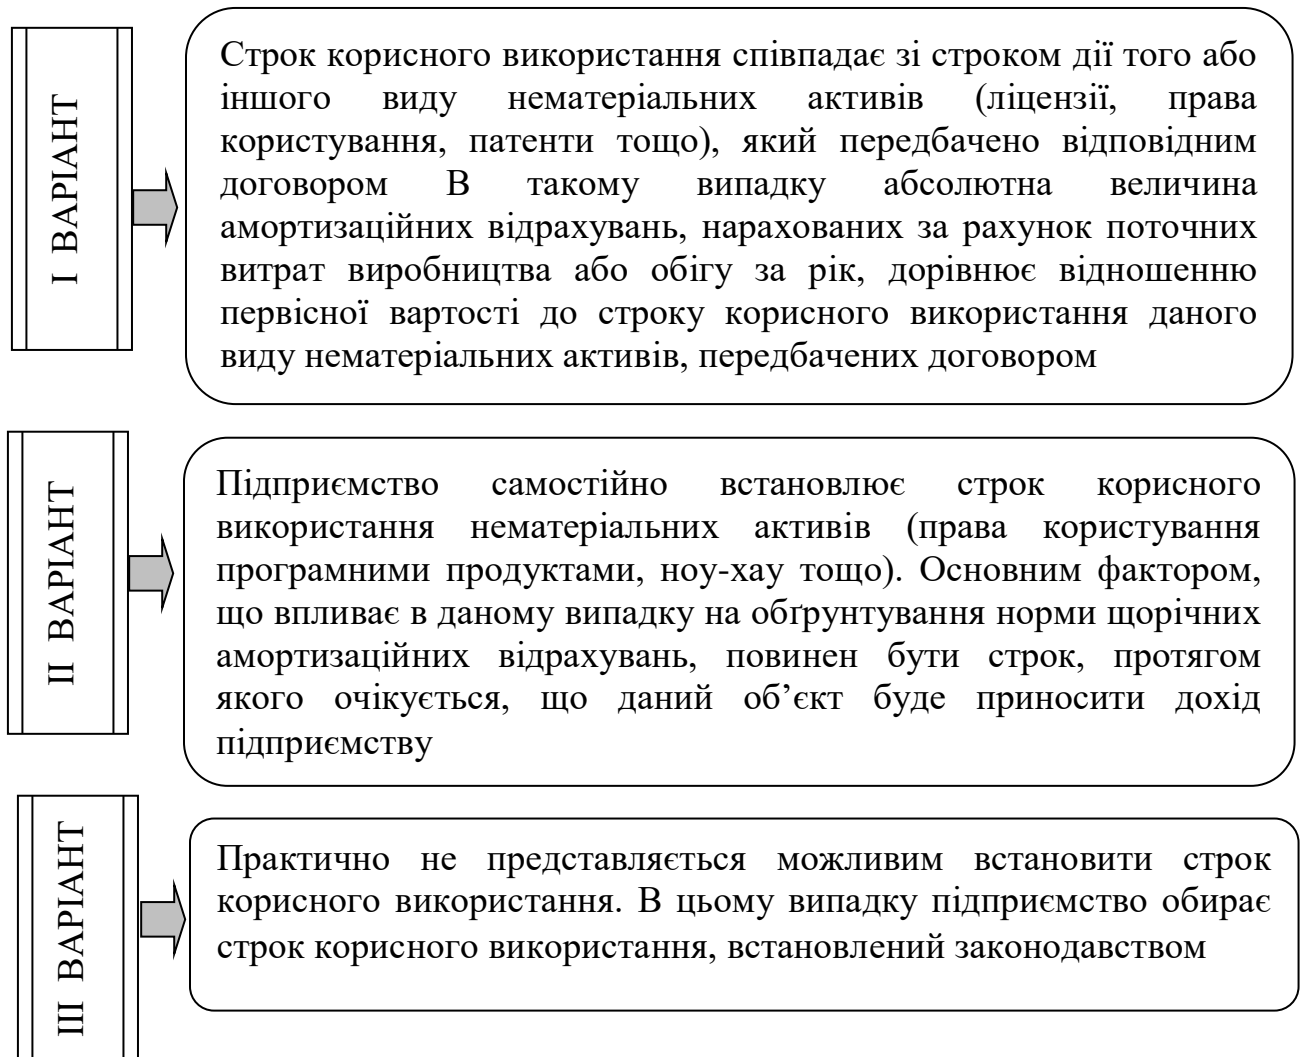 I ВАРІАНТ
Строк корисного використання співпадає зі строком дії того або
іншого виду нематеріальних активів (ліцензії, права
користування, патенти тощо), який передбачено відповідним
договором В такому випадку абсолютна величина
амортизаційних відрахувань, нарахованих за рахунок поточних
витрат виробництва або обігу за рік, дорівнює відношенню
первісної вартості до строку корисного використання даного
виду нематеріальних активів, передбачених договором
II ВАРІАНТ
Підприємство самостійно встановлює строк корисного
використання нематеріальних активів (права користування
програмними продуктами, ноу-хау тощо). Основним фактором,
що впливає в даному випадку на обґрунтування норми щорічних
амортизаційних відрахувань, повинен бути строк, протягом
якого очікується, що даний об’єкт буде приносити дохід
підприємству
III ВАРІАНТ
Практично не представляється можливим встановити строк
корисного використання. В цьому випадку підприємство обирає
строк корисного використання, встановлений законодавством